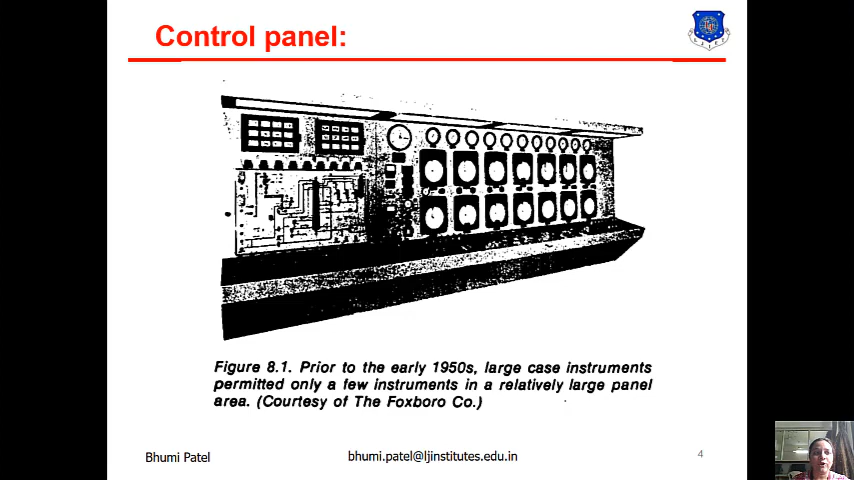 Control panel:
Figure 8.1. Prior to the early 1950s, large case instruments
permitted only a few instruments in a relatively large panel
area. (Courtesy of The Foxboro Co.)
Bhumi Patel
bhumi.patel@ljinstitutes.edu.in
4